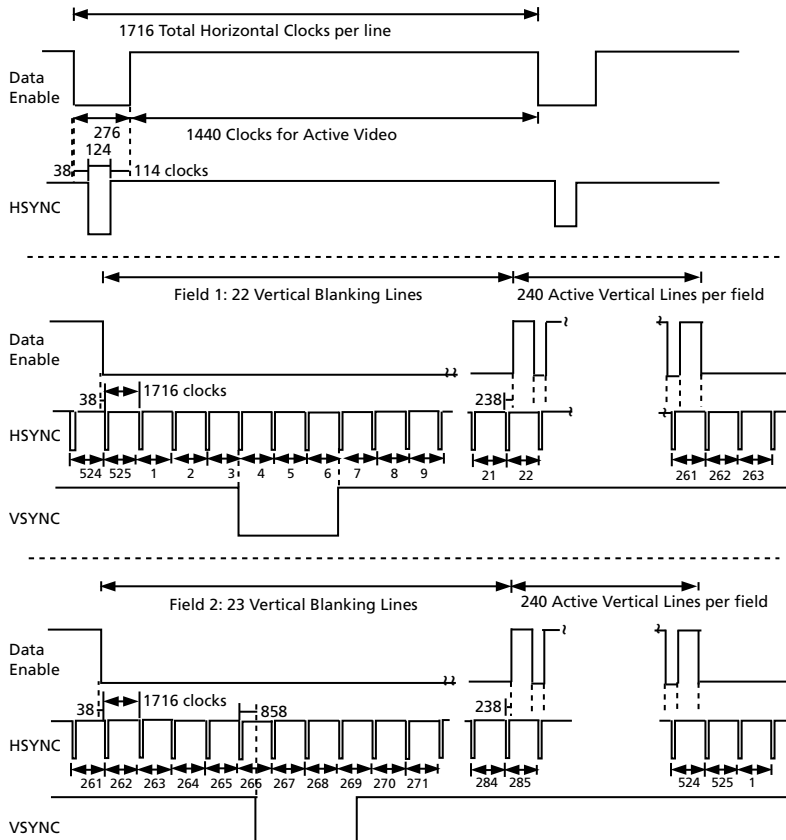 1716 Total Horizontal Clocks per line
Data
Enable
276
1440 Clocks for Active Video
124
38
114 clocks
HSYNC
Field 1: 22 Vertical Blanking Lines
240 Active Vertical Lines per field
Data
Enable
38
1716 clocks
238
HSYNC
524 525 1 2 3 4 5 6 7 8 9 21 22 261 262 263
VSYNC
Field 2: 23 Vertical Blanking Lines
240 Active Vertical Lines per field
Data
Enable
38
1716 clocks
858
238
HSYNC
261 262 263 264 265 266 267 268 269 270 271 284 285 524 525 1
VSYNC